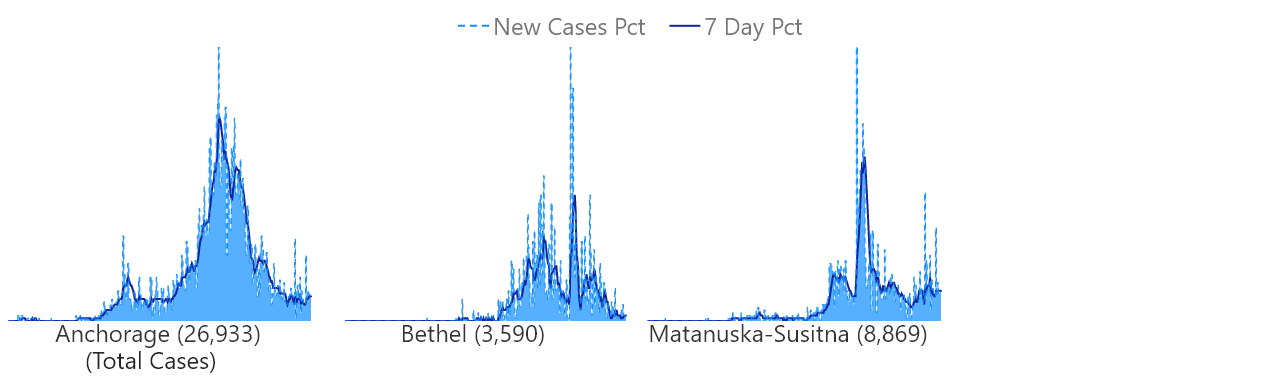 New Cases Pct 7 Day Pct
Anchorage (26,933) Bethel (3,590) Matanuska-Susitna (8,869)
(Total Cases)